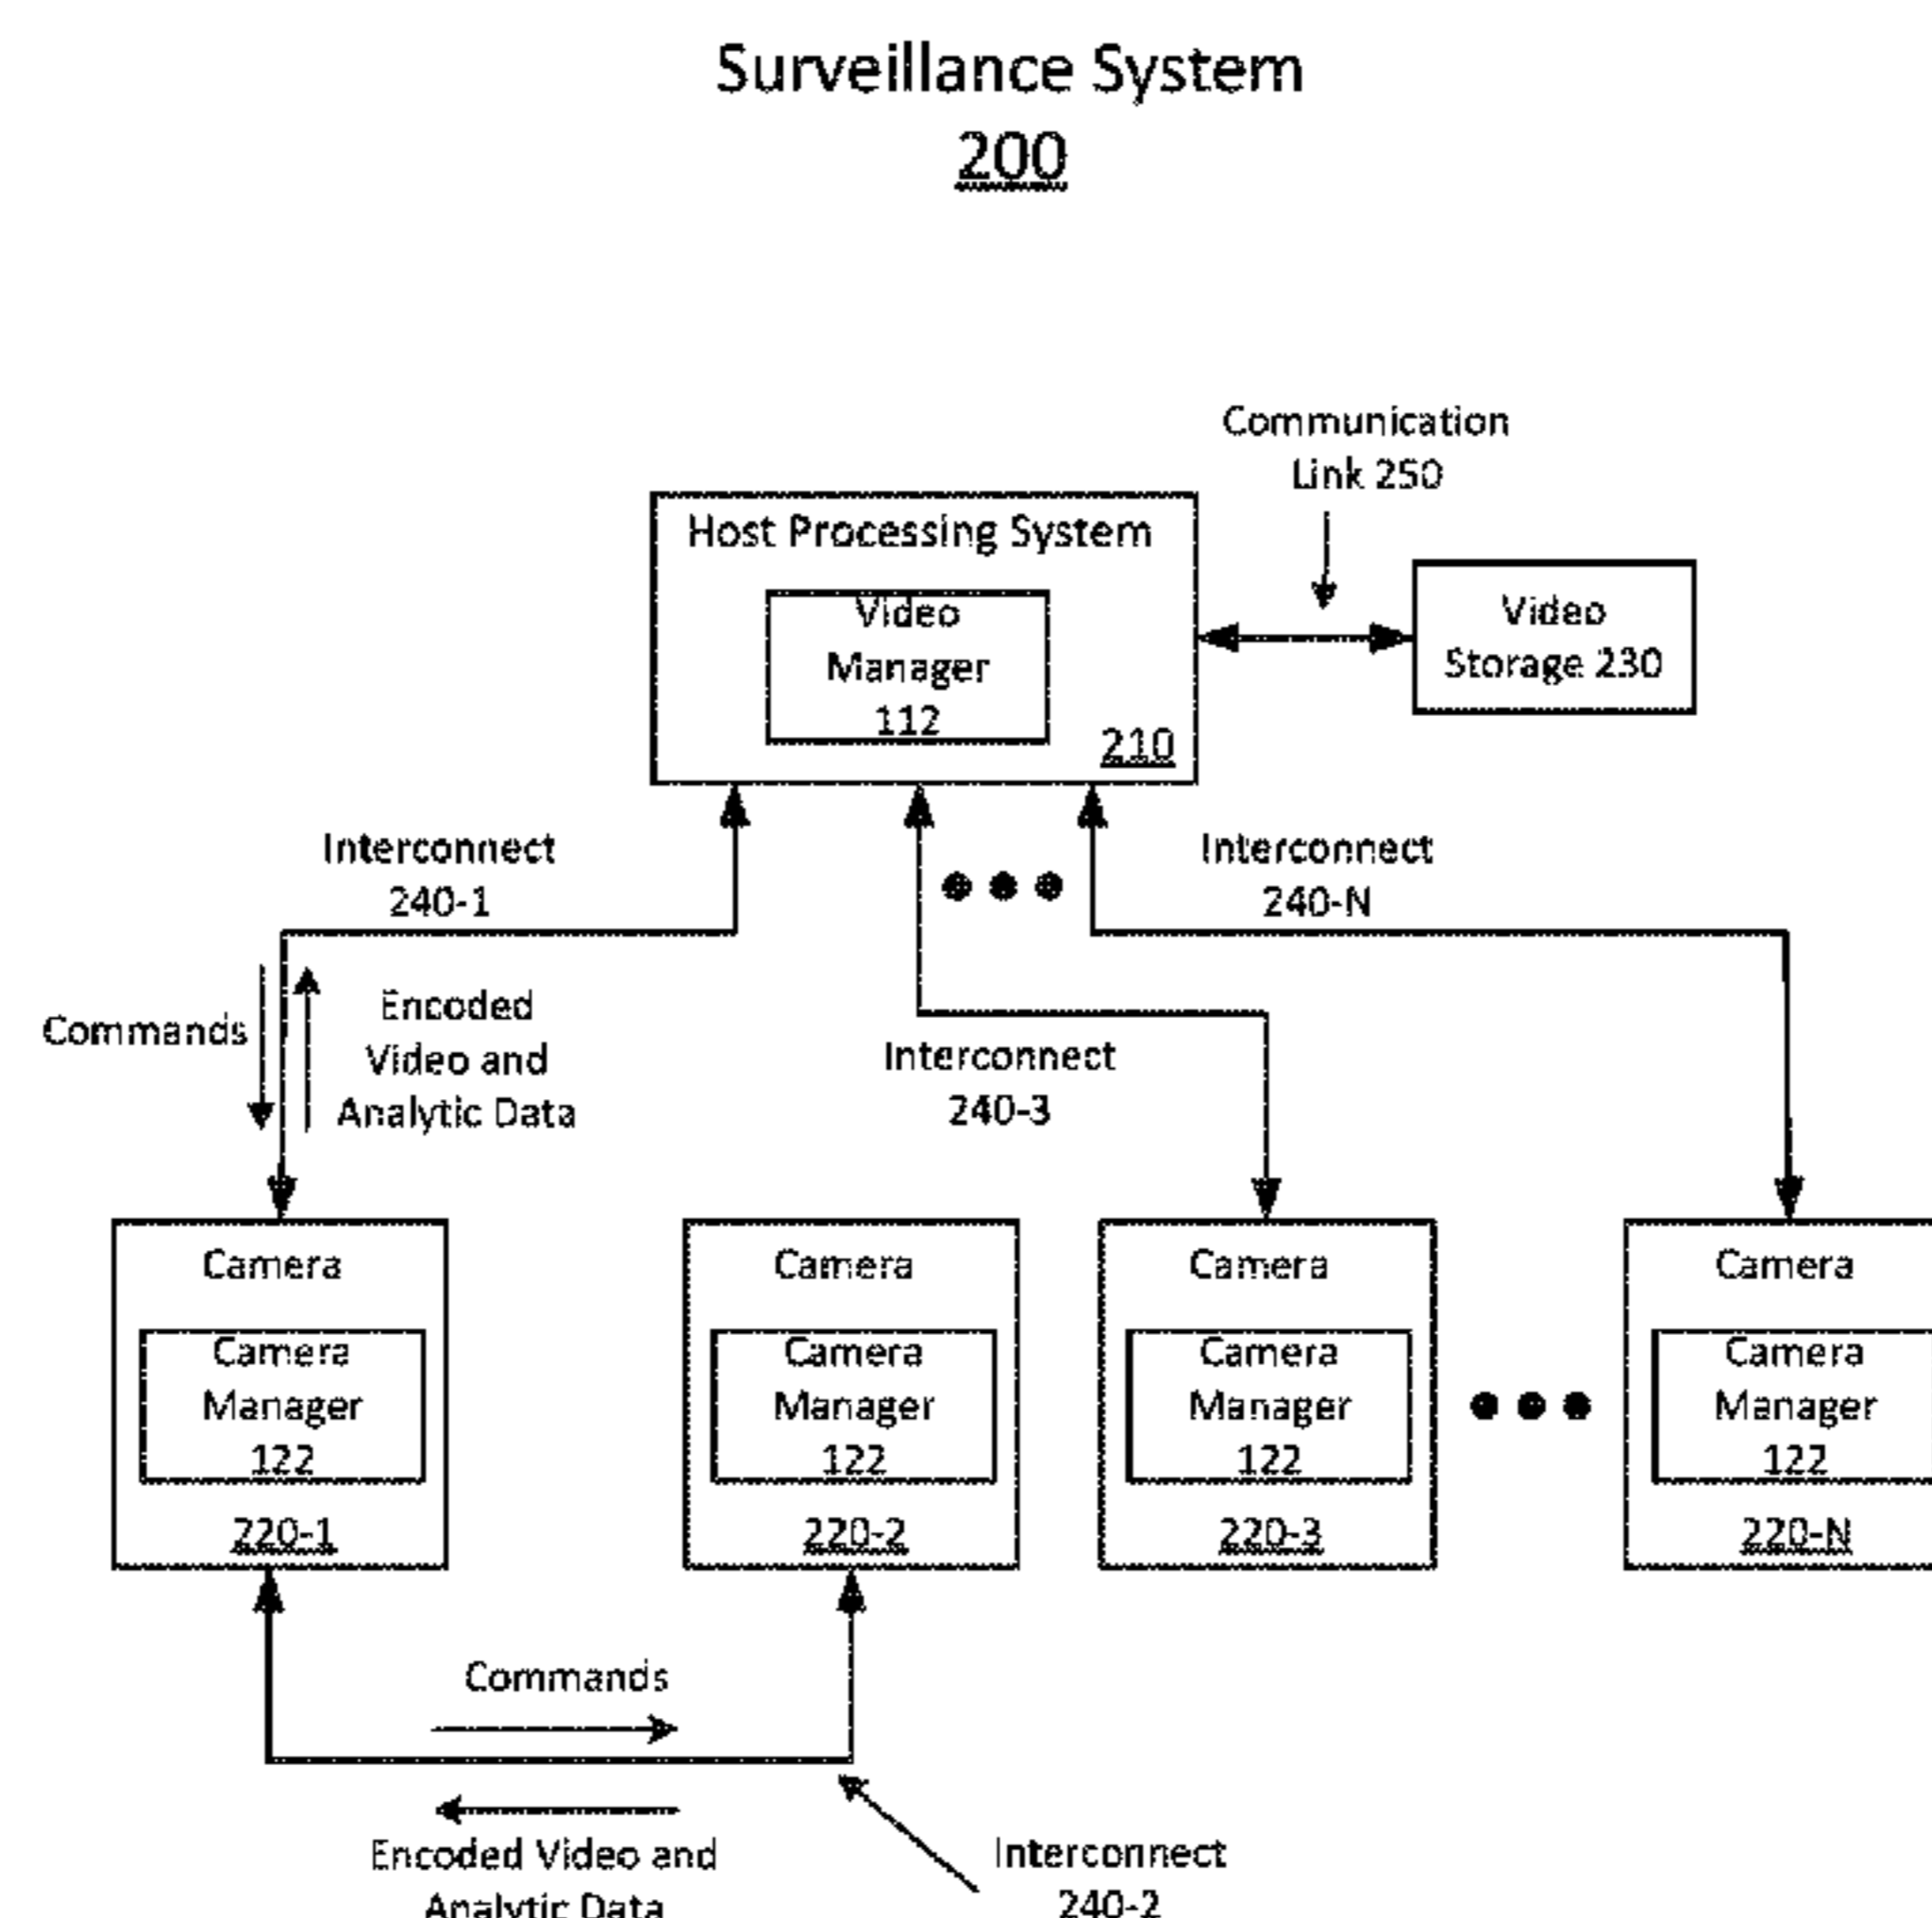 Surveillance System
200
Communication
Link 250
Host Processing System
Video
Manager
112
210
Video
Storage 230
Interconnect
240-1
Interconnect
240-N
Commands
Encoded
Video and
Analytic Data
Interconnect
240-3
Camera
Camera
Manager
122
220-1
Camera
Camera
Manager
122
220-2
Camera
Camera
Manager
122
220-3
Camera
Camera
Manager
122
220-N
Commands
Encoded Video and
Analytic Data
Interconnect
240-2